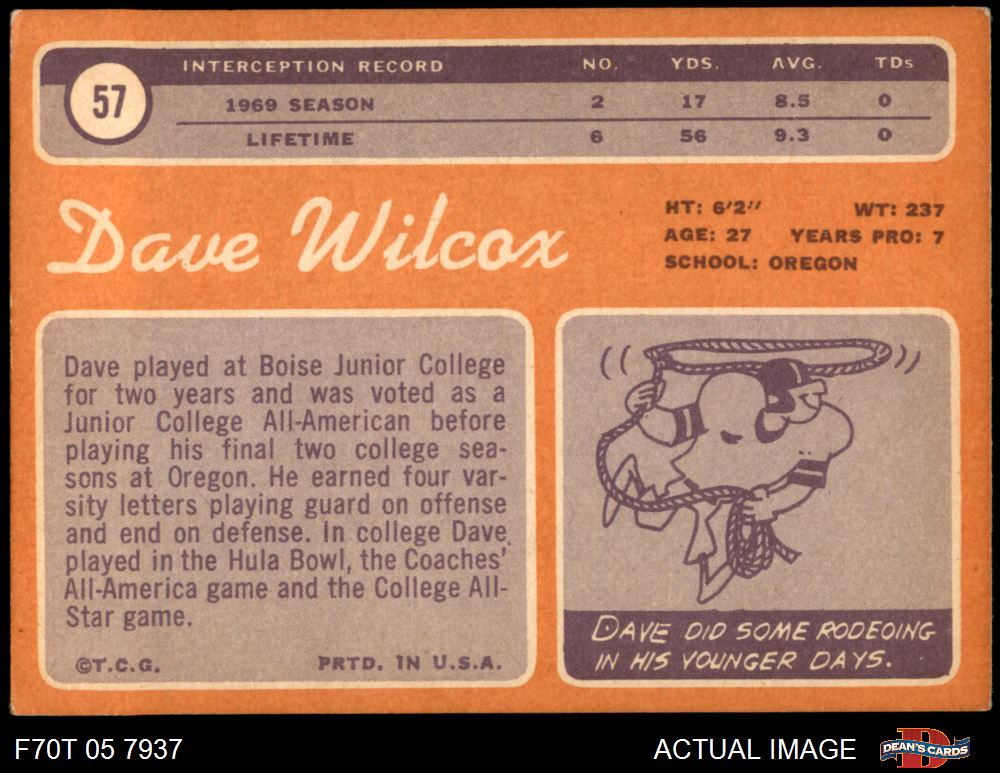 57
INTERCEPTION RECORD NO. YDS. AVG. TDs
1969 SEASON 2 17 8.5 0
LIFETIME 6 56 9.3 0
Dave Wilcox
HT: 6'2" WT: 237
AGE: 27 YEARS PRO: 7
SCHOOL: OREGON
Dave played at Boise Junior College
for two years and was voted as a
Junior College All-American before
playing his final two college sea-
sons at Oregon. He earned four var-
sity letters playing guard on offense
and end on defense. In college Dave
played in the Hula Bowl, the Coaches'
All-America game and the College All-
Star game.
©T.C.G. PRTD. IN U.S.A.
DAVE DID SOME RODEOING
IN HIS YOUNGER DAYS.
F70T 05 7937 ACTUAL IMAGE DEAN'S CARDS